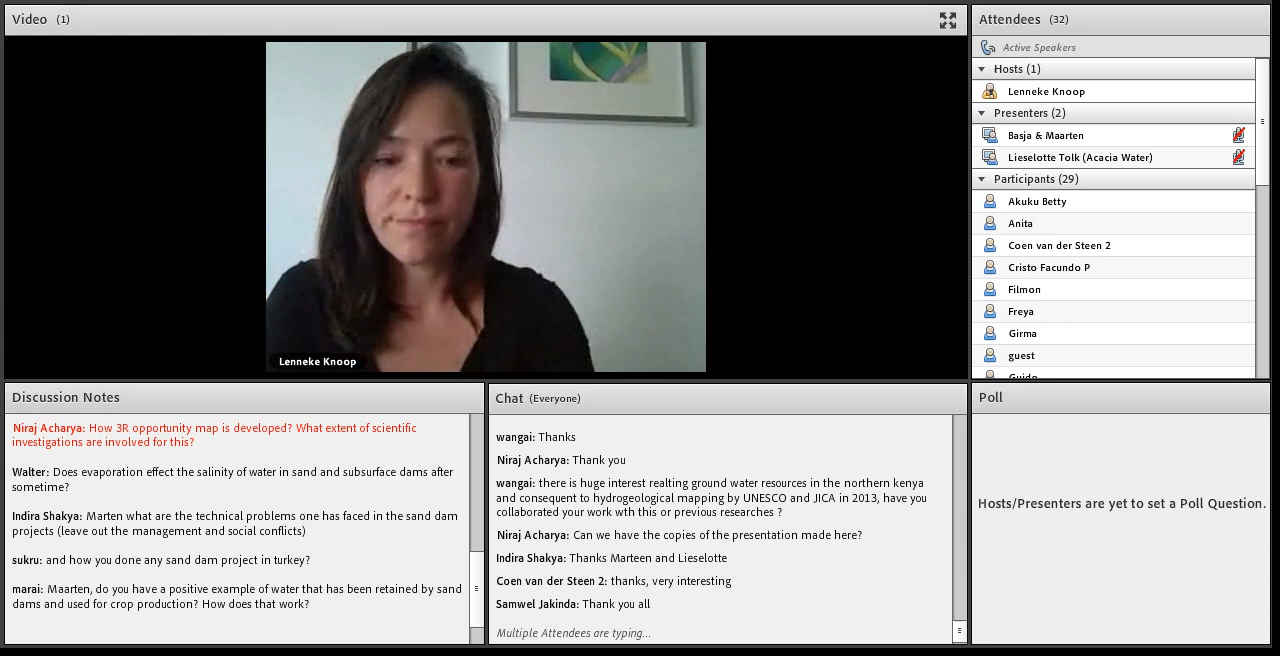 Video (1)
Lenneke Knoop
Attendees (32)
Active Speakers
Hosts (1)
Lenneke Knoop
Presenters (2)
Basja & Maarten
Lieselotte Tolk (Acacia Water)
Participants (29)
Akuku Betty
Anita
Coen van der Steen 2
Cristo Facundo P
Filmon
Freya
Girma
guest
Guido
Discussion Notes
Niraj Acharya: How 3R opportunity map is developed? What extent of scientific
investigations are involved for this?
Walter: Does evaporation effect the salinity of water in sand and subsurface dams after
sometime?
Indira Shakya: Marten what are the technical problems one has faced in the sand dam
projects (leave out the management and social conflicts)
sukru: and how you done any sand dam project in turkey?
marai: Maarten, do you have a positive example of water that has been retained by sand
dams and used for crop production? How does that work?
Chat (Everyone)
wangai: Thanks
Niraj Acharya: Thank you
wangai: there is huge interest realting ground water resources in the northern kenya
and consequent to hydrogeological mapping by UNESCO and JICA in 2013, have you
collaborated your work wth this or previous researches ?
Niraj Acharya: Can we have the copies of the presentation made here?
Indira Shakya: Thanks Marteen and Lieselotte
Coen van der Steen 2: thanks, very interesting
Samwel Jakinda: Thank you all
Multiple Attendees are typing...
Poll
Hosts/Presenters are yet to set a Poll Question.